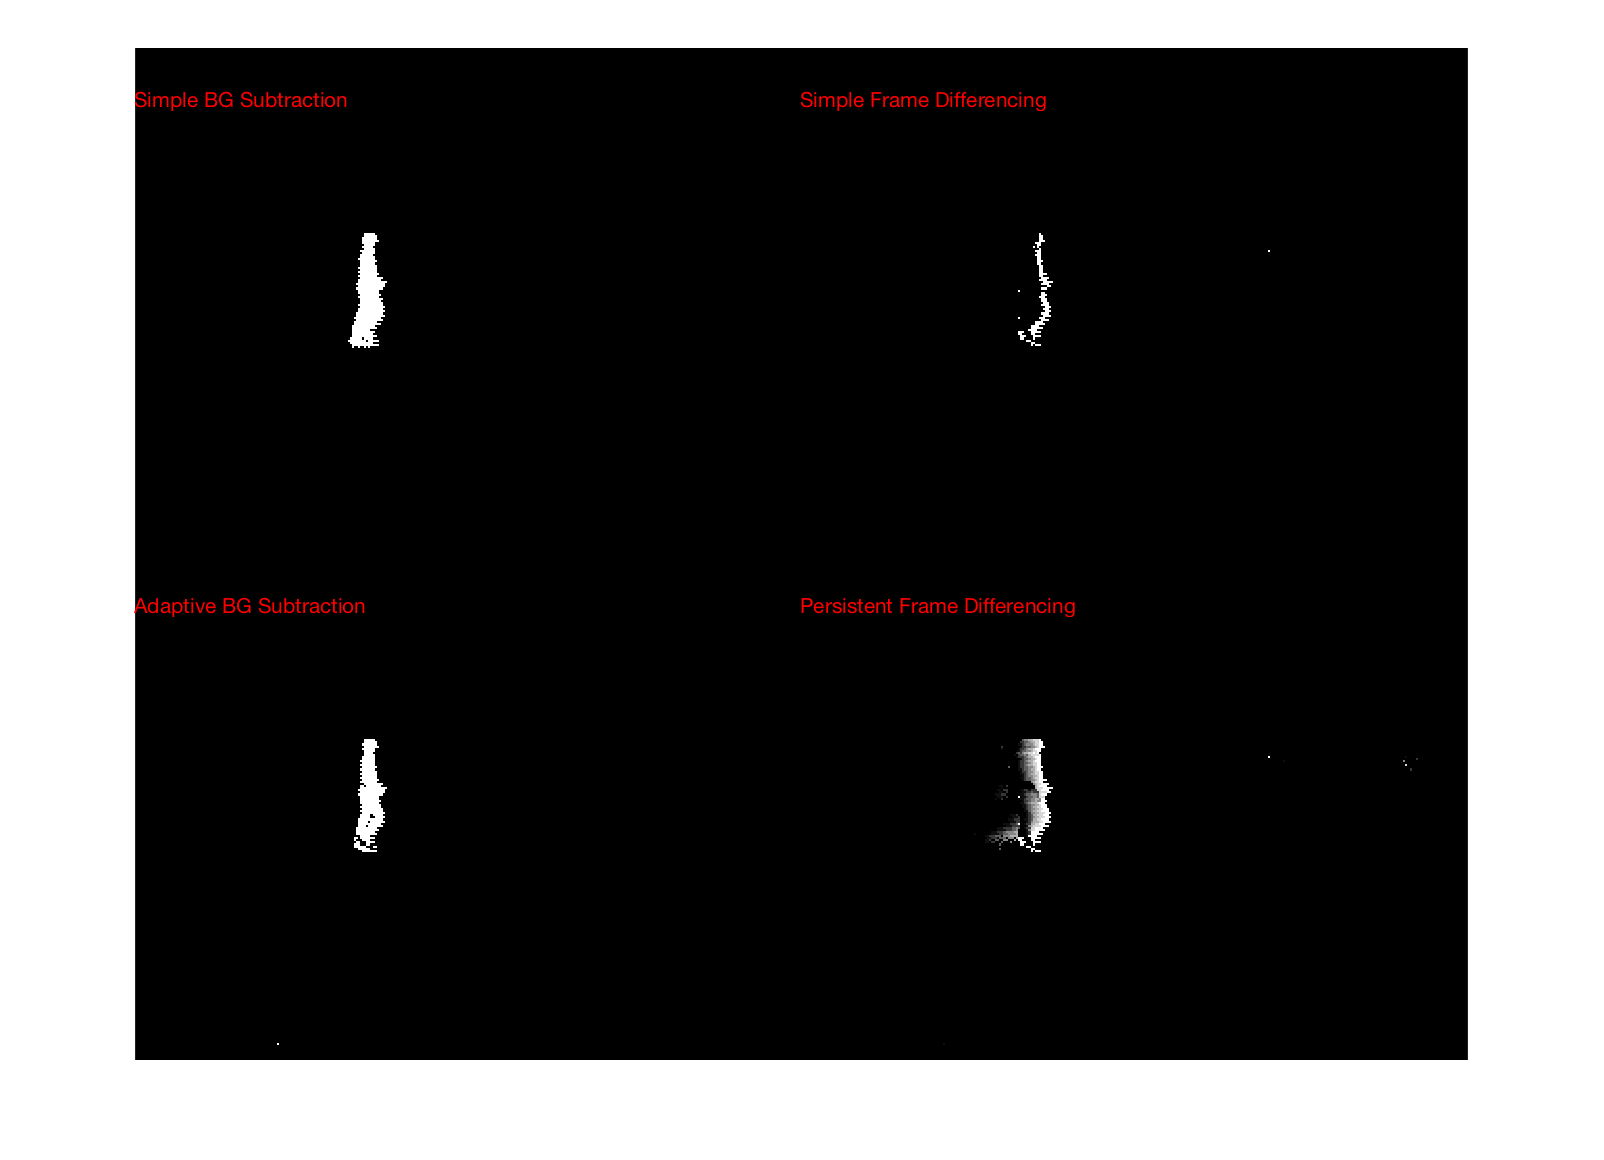 Simple BG Subtraction
Simple Frame Differencing
Adaptive BG Subtraction
Persistent Frame Differencing